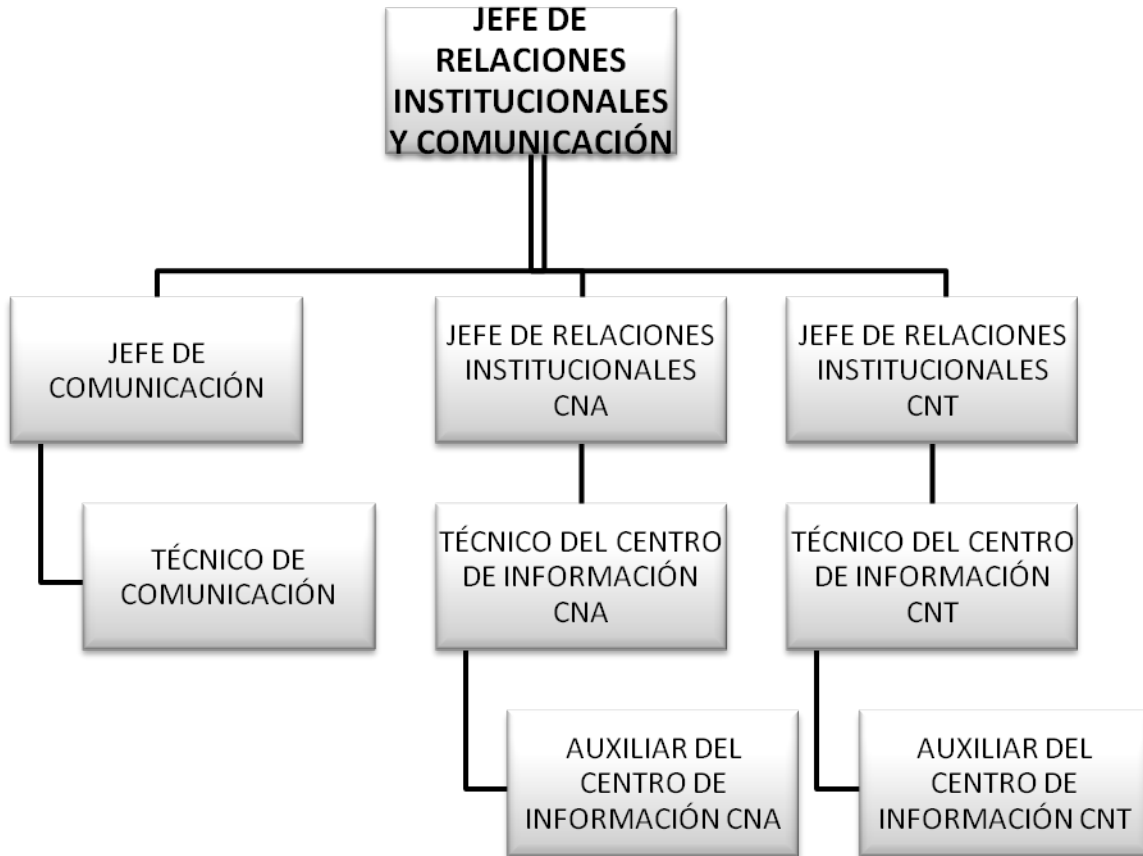 JEFE DE
RELACIONES
INSTITUCIONALES
Y COMUNICACIÓN
JEFE DE
COMUNICACIÓN
JEFE DE RELACIONES
INSTITUCIONALES
CNA
JEFE DE RELACIONES
INSTITUCIONALES
CNT
TÉCNICO DE
COMUNICACIÓN
TÉCNICO DEL CENTRO
DE INFORMACIÓN
CNA
TÉCNICO DEL CENTRO
DE INFORMACIÓN
CNT
AUXILIAR DEL
CENTRO DE
INFORMACIÓN CNA
AUXILIAR DEL
CENTRO DE
INFORMACIÓN CNT